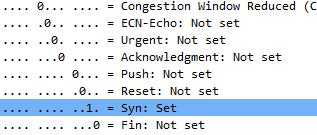 .... 0... .... = Congestion Window Reduced (C
.... .0.. .... = ECN-Echo: Not set
.... ..0. .... = Urgent: Not set
.... ...0 .... = Acknowledgment: Not set
.... .... 0... = Push: Not set
.... .... .0.. = Reset: Not set
.... .... ..1. = Syn: Set
.... .... ...0 = Fin: Not set